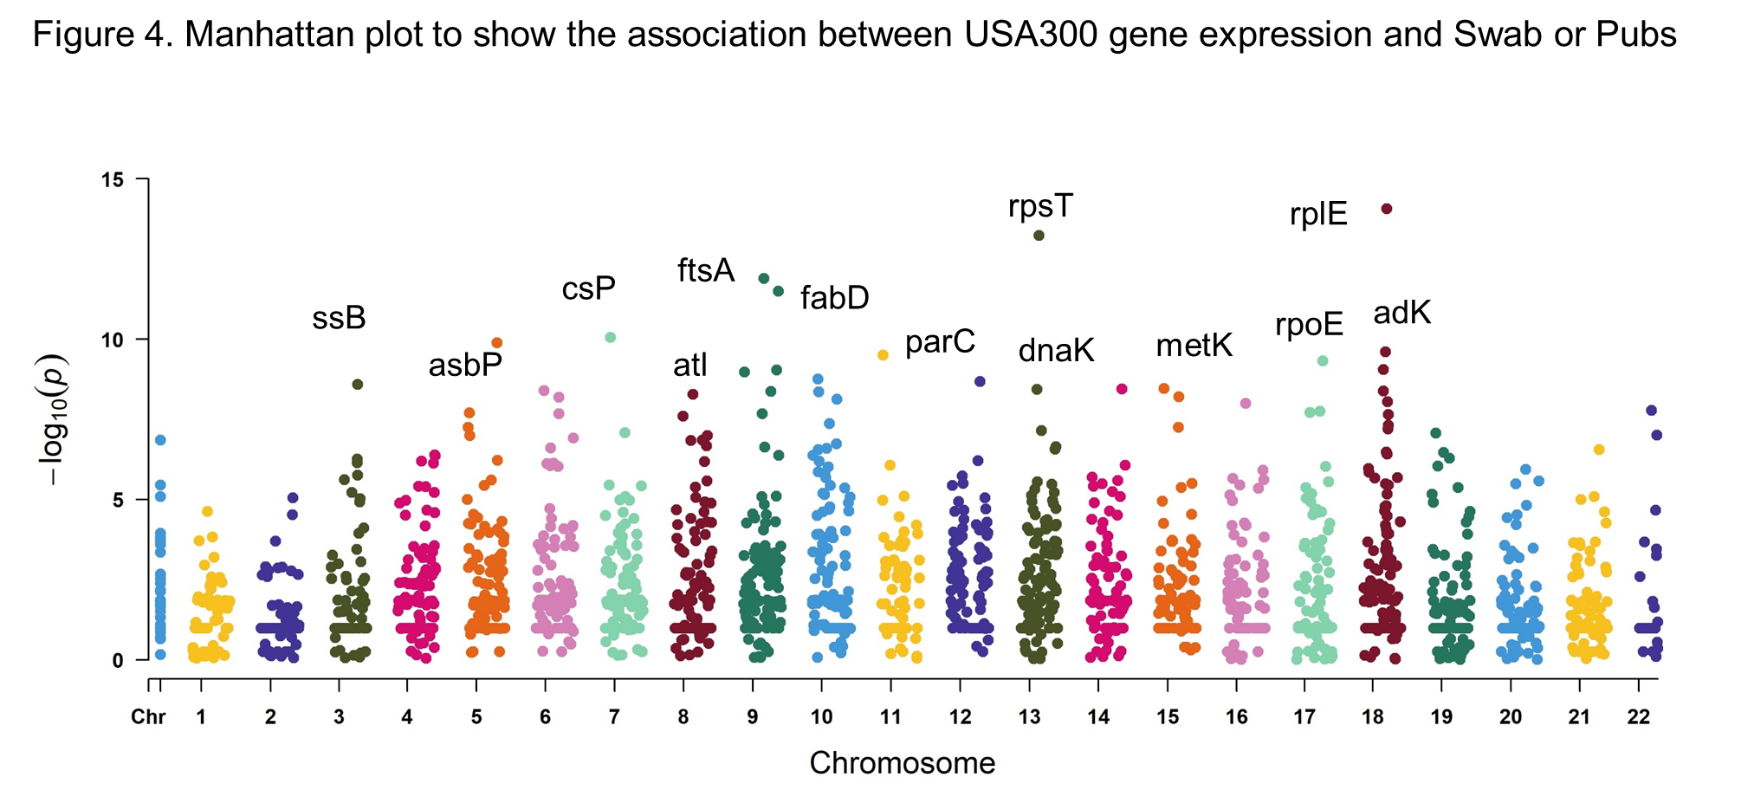 Figure 4. Manhattan plot to show the association between USA300 gene expression and Swab or Pubs
15
rpsT
rplE
ftsA
csP
fabD
ssB
adK
rpoE
10
parC
metK
dnaK
asbP
atI
−log10(p)
5
0
Chr 1 2 3 4 5 6 7 8 9 10 11 12 13 14 15 16 17 18 19 20 21 22
Chromosome